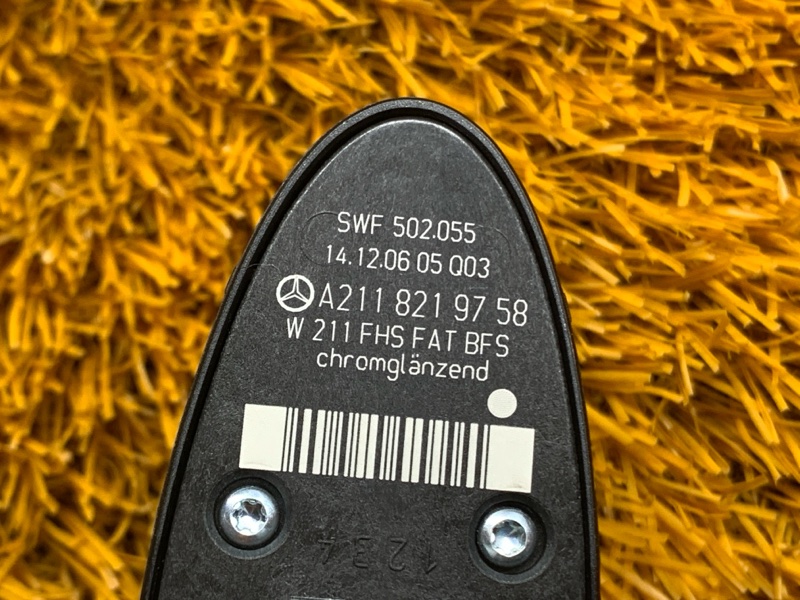 SWF 502.055
14.12.06 05 Q03
A211 821 97 58
W 211 FHS FAT BFS
chromglänzend
1 2 3 4